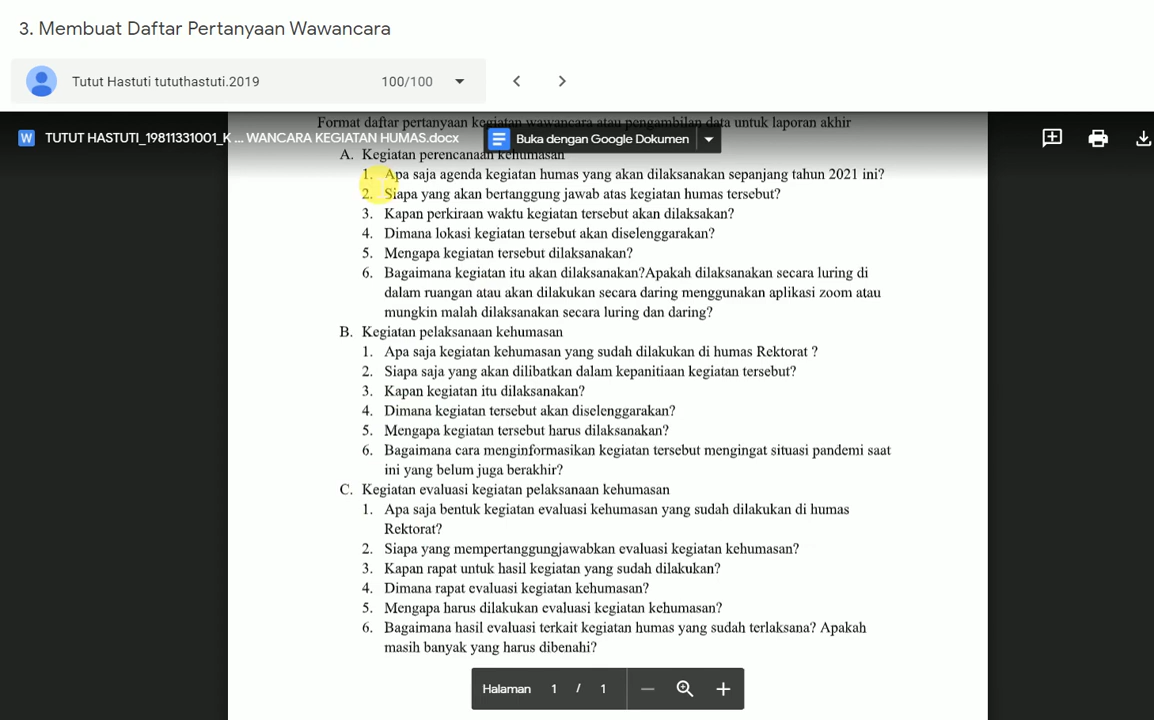 3. Membuat Daftar Pertanyaan Wawancara
Tutut Hastuti tututhastuti.2019 100/100
Format daftar pertanyaan kegiatan wawancara atau pengambilan data untuk laporan akhir
TUTUT HASTUTI_19811331001_K ... WANCARA KEGIATAN HUMAS.docx
Buka dengan Google Dokumen
A. Kegiatan perencanaan kehumasan
1. Apa saja agenda kegiatan humas yang akan dilaksanakan sepanjang tahun 2021 ini?
2. Siapa yang akan bertanggung jawab atas kegiatan humas tersebut?
3. Kapan perkiraan waktu kegiatan tersebut akan dilaksakan?
4. Dimana lokasi kegiatan tersebut akan diselenggarakan?
5. Mengapa kegiatan tersebut dilaksanakan?
6. Bagaimana kegiatan itu akan dilaksanakan?Apakah dilaksanakan secara luring di
dalam ruangan atau akan dilakukan secara daring menggunakan aplikasi zoom atau
mungkin malah dilaksanakan secara luring dan daring?
B. Kegiatan pelaksanaan kehumasan
1. Apa saja kegiatan kehumasan yang sudah dilakukan di humas Rektorat ?
2. Siapa saja yang akan dilibatkan dalam kepanitiaan kegiatan tersebut?
3. Kapan kegiatan itu dilaksanakan?
4. Dimana kegiatan tersebut akan diselenggarakan?
5. Mengapa kegiatan tersebut harus dilaksanakan?
6. Bagaimana cara menginformasikan kegiatan tersebut mengingat situasi pandemi saat
ini yang belum juga berakhir?
C. Kegiatan evaluasi kegiatan pelaksanaan kehumasan
1. Apa saja bentuk kegiatan evaluasi kehumasan yang sudah dilakukan di humas
Rektorat?
2. Siapa yang mempertanggungjawabkan evaluasi kegiatan kehumasan?
3. Kapan rapat untuk hasil kegiatan yang sudah dilakukan?
4. Dimana rapat evaluasi kegiatan kehumasan?
5. Mengapa harus dilakukan evaluasi kegiatan kehumasan?
6. Bagaimana hasil evaluasi terkait kegiatan humas yang sudah terlaksana? Apakah
masih banyak yang harus dibenahi?
Halaman 1 / 1